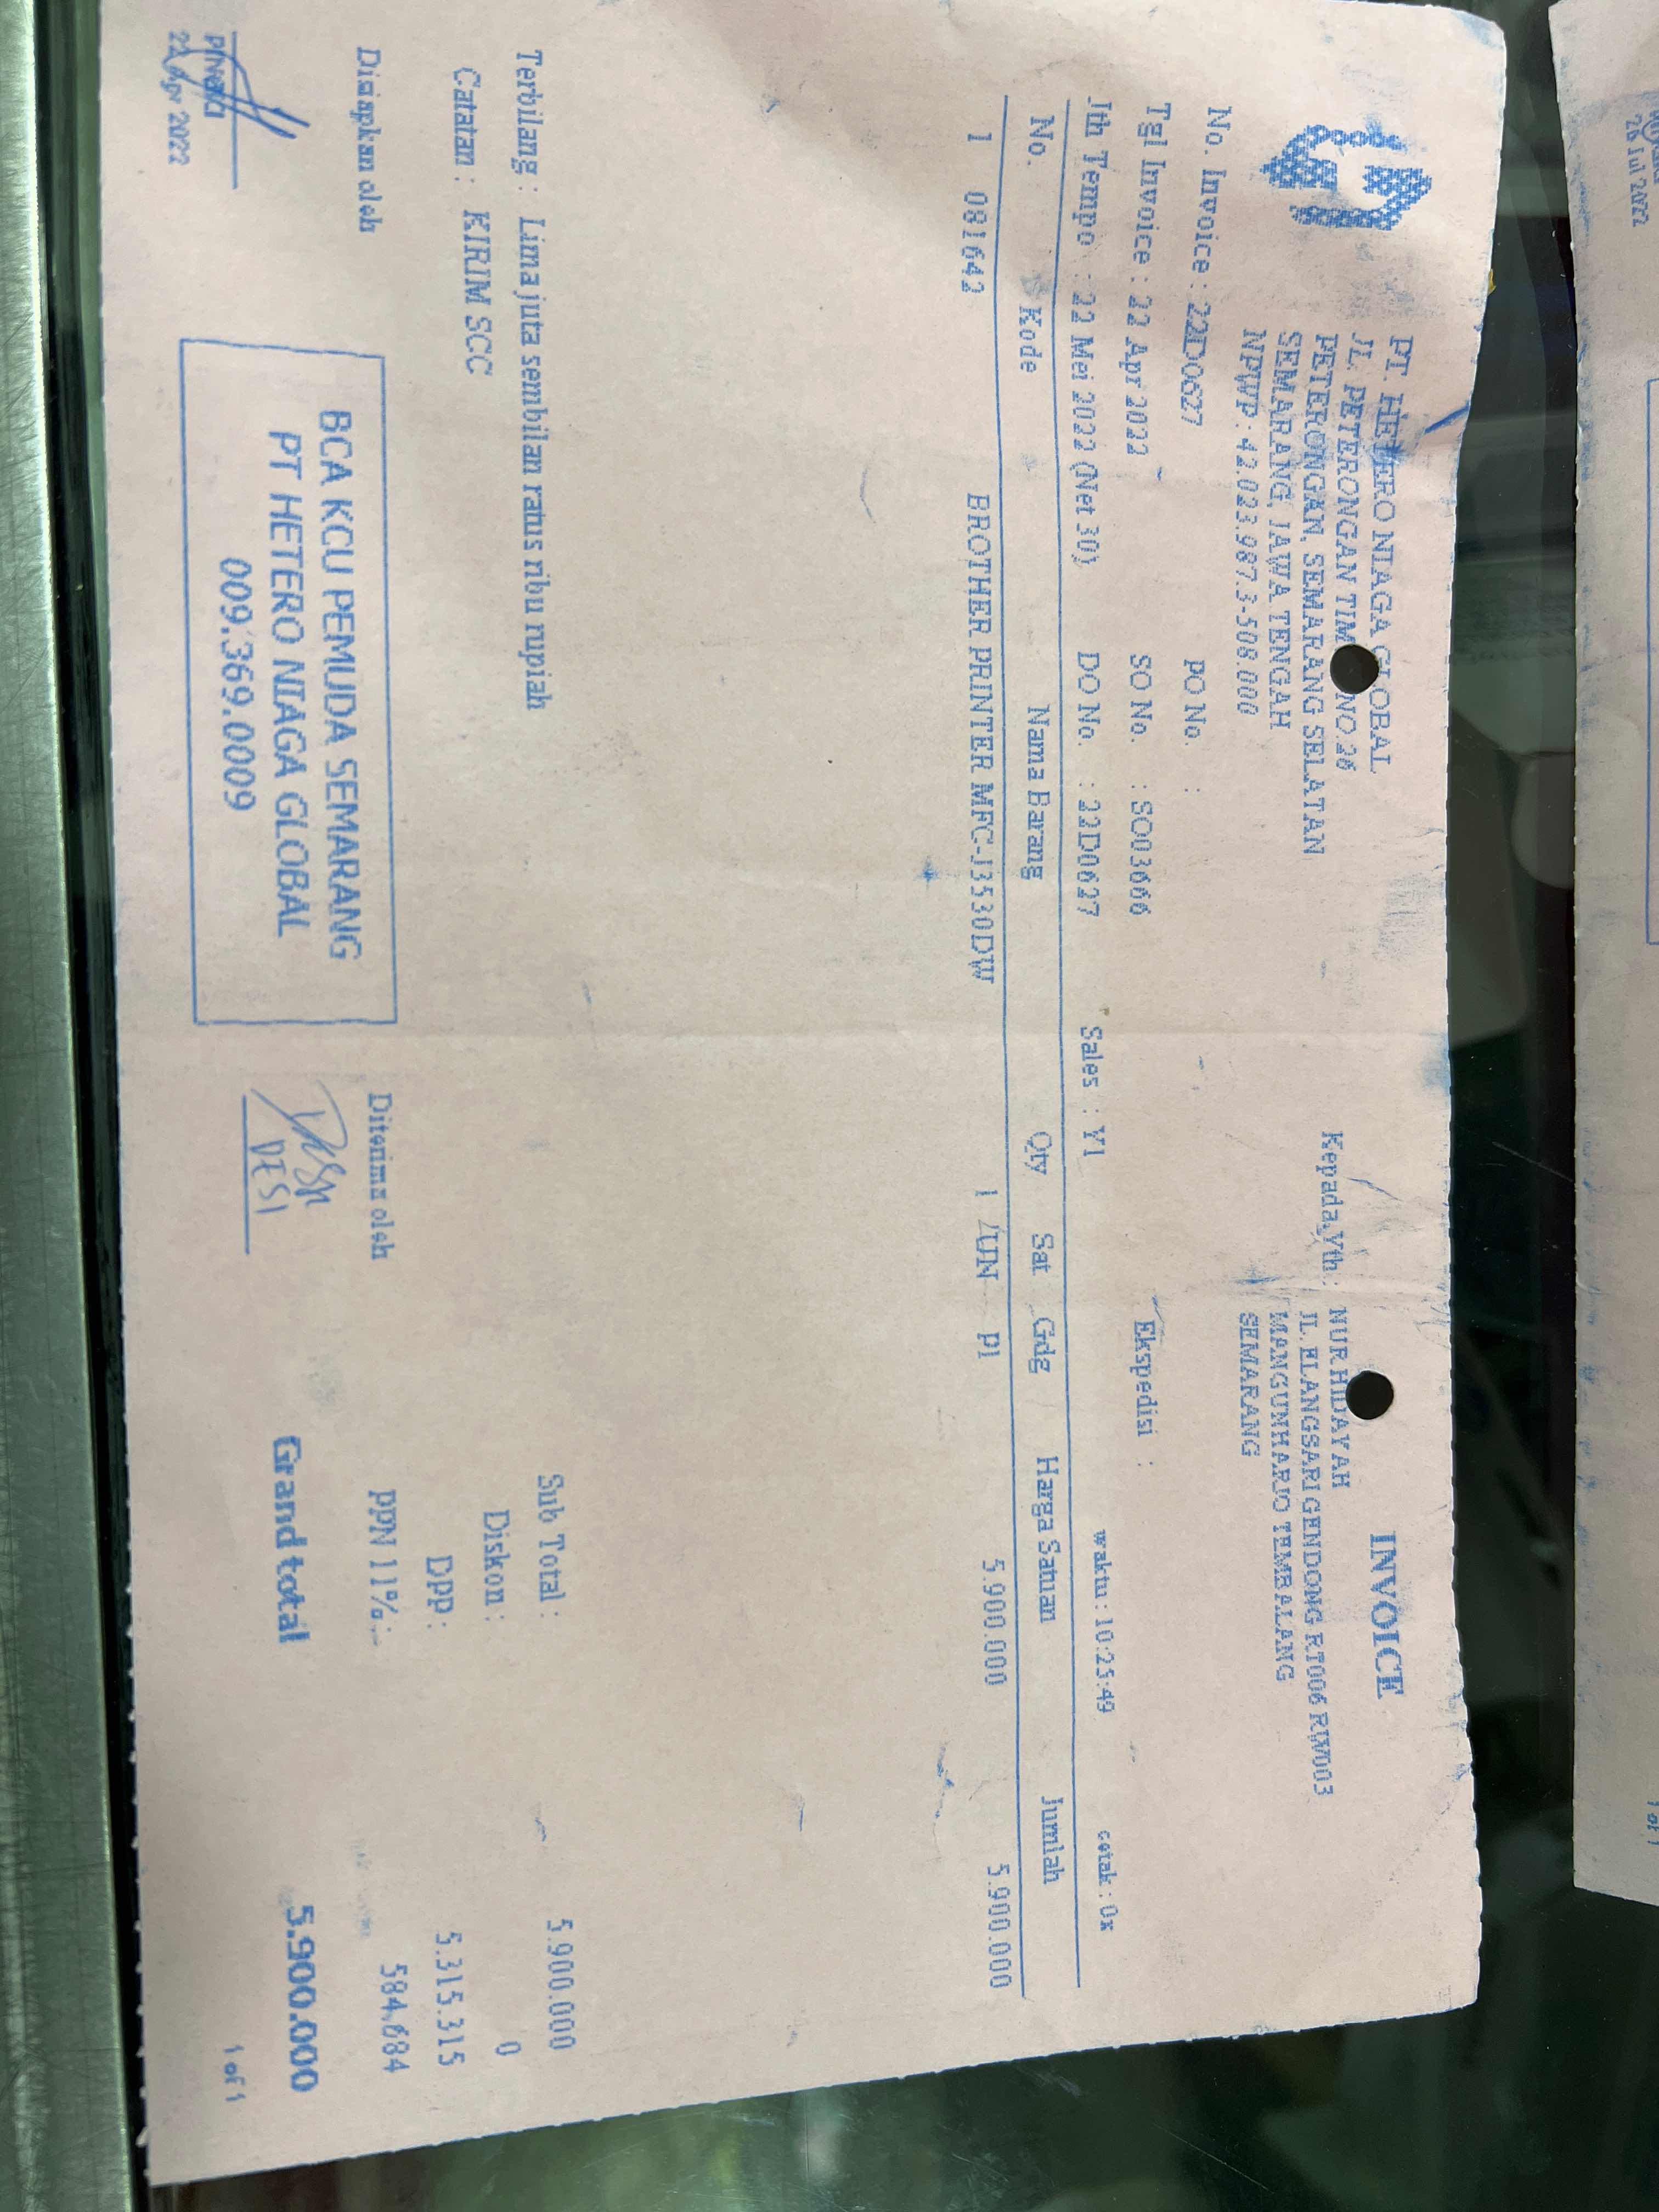 PT. HETERO NIAGA GLOBAL
JL. PETERONGAN TIM NO.26
PETERONGAN, SEMARANG SELATAN
SEMARANG, JAWA TENGAH
NPWP : 42.023.987.3-508.000
INVOICE
Kepada Yth : NUR HIDAYAH
JL. ELANGSARI GENDONG RT006 RW003
MANGUNHARJO TEMBALANG
SEMARANG
No. Invoice : 22D0627 PO No. :
Tgl Invoice : 22 Apr 2022 SO No. : SO03666 Ekspedisi :
Jth Tempo : 22 Mei 2022 (Net 30) DO No. : 22D0627 Sales : Y1 waktu : 10:25:49 cetak : 0x
No. Kode Nama Barang Qty Sat Gdg Harga Satuan Jumlah
1 081642 BROTHER PRINTER MFC-J3530DW 1 UN P1 5.900.000 5.900.000
Terbilang : Lima juta sembilan ratus ribu rupiah
Catatan : KIRIM SCC
Sub Total : 5.900.000
Diskon : 0
DPP : 5.315.315
PPN 11% : 584.684
Grand total 5.900.000
Disiapkan oleh
22 Apr 2022
BCA KCU PEMUDA SEMARANG
PT HETERO NIAGA GLOBAL
009.369.0009
Diterima oleh
DESI
1 of 1
26 Jul 2022